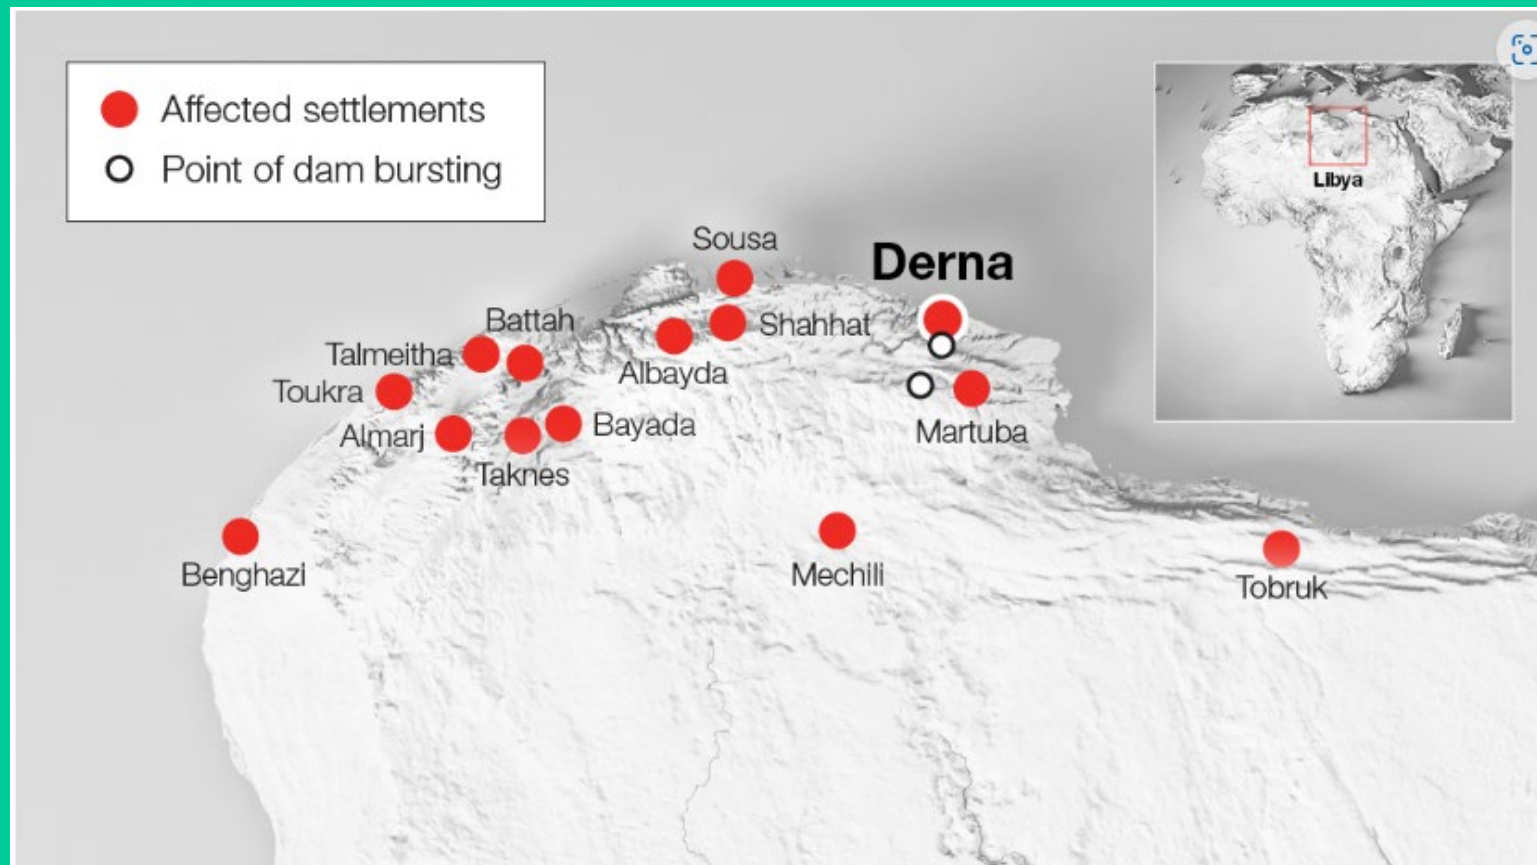 Affected settlements
Point of dam bursting
Libya
Sousa
Derna
Battah
Shahhat
Talmeitha
Albayda
Toukra
Almarj
Bayada
Martuba
Taknes
Benghazi
Mechili
Tobruk